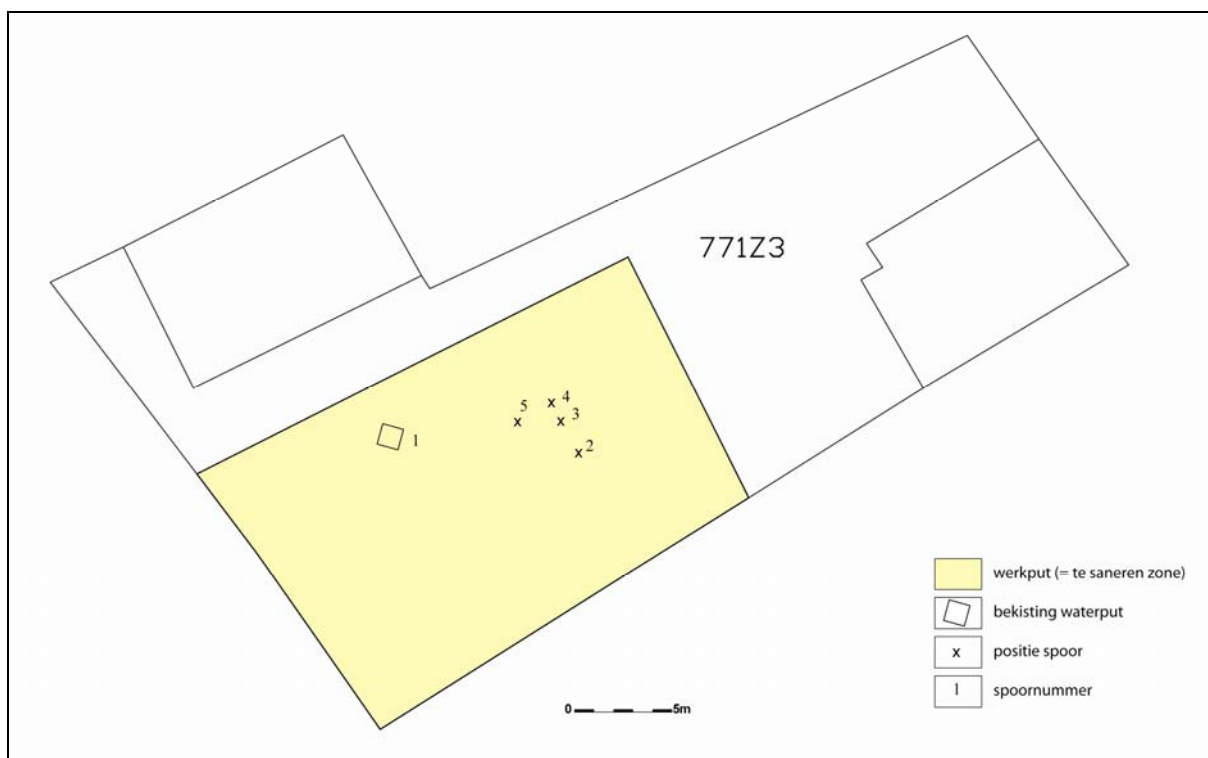 771Z3
4
5
3
1
2
werkput (= te saneren zone)
bekisting waterput
x positie spoor
1 spoornummer
0 5m